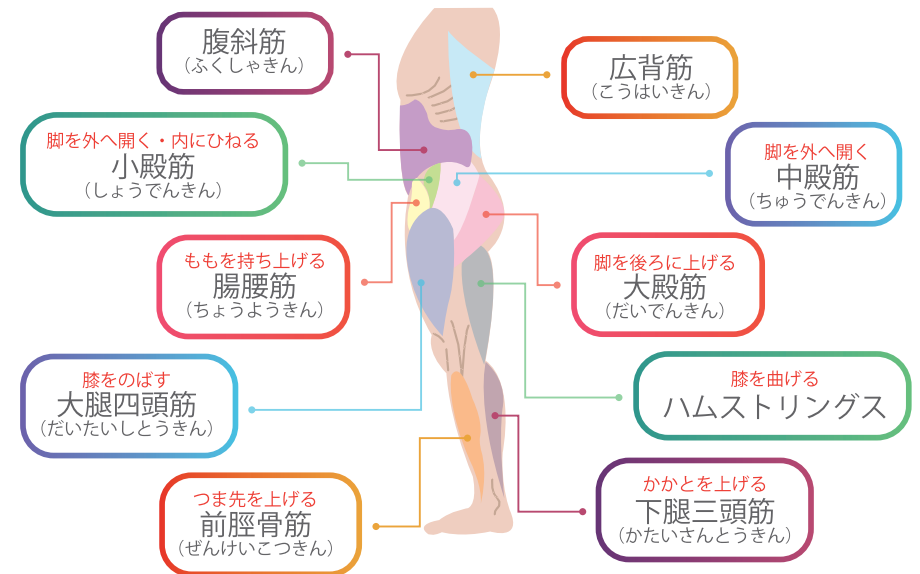 腹斜筋
（ふくしゃきん）
広背筋
（こうはいきん）
脚を外へ開く・内にひねる
小殿筋
（しょうでんきん）
脚を外へ開く
中殿筋
（ちゅうでんきん）
ももを持ち上げる
腸腰筋
（ちょうようきん）
脚を後ろに上げる
大殿筋
（だいでんきん）
膝をのばす
大腿四頭筋
（だいたいしとうきん）
膝を曲げる
ハムストリングス
つま先を上げる
前脛骨筋
（ぜんけいこつきん）
かかとを上げる
下腿三頭筋
（かたいさんとうきん）